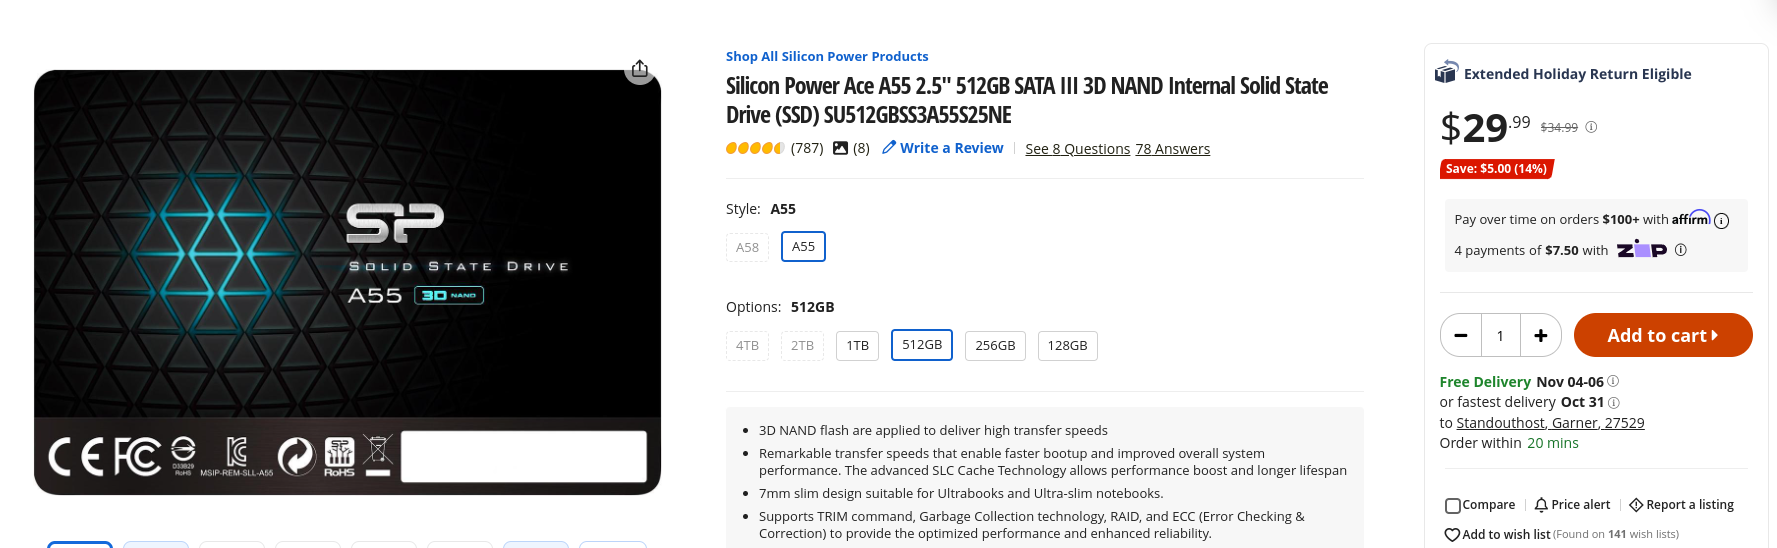 SP
SOLID STATE DRIVE
A55 3D NAND
CE FC D33B29 RoHS MSIP-REM-SLL-A55 SP RoHS
Shop All Silicon Power Products
Silicon Power Ace A55 2.5" 512GB SATA III 3D NAND Internal Solid State
Drive (SSD) SU512GBSS3A55S25NE
(787) (8) Write a Review See 8 Questions 78 Answers
Style: A55
A58 A55
Options: 512GB
4TB 2TB 1TB 512GB 256GB 128GB
• 3D NAND flash are applied to deliver high transfer speeds
• Remarkable transfer speeds that enable faster bootup and improved overall system
performance. The advanced SLC Cache Technology allows performance boost and longer lifespan
• 7mm slim design suitable for Ultrabooks and Ultra-slim notebooks.
• Supports TRIM command, Garbage Collection technology, RAID, and ECC (Error Checking &
Correction) to provide the optimized performance and enhanced reliability.
Extended Holiday Return Eligible
$29.99 $34.99
Save: $5.00 (14%)
Pay over time on orders $100+ with affirm
4 payments of $7.50 with ZIP
1 Add to cart
Free Delivery Nov 04-06
or fastest delivery Oct 31
to Standouthost, Garner, 27529
Order within 20 mins
Compare Price alert Report a listing
Add to wish list (Found on 141 wish lists)